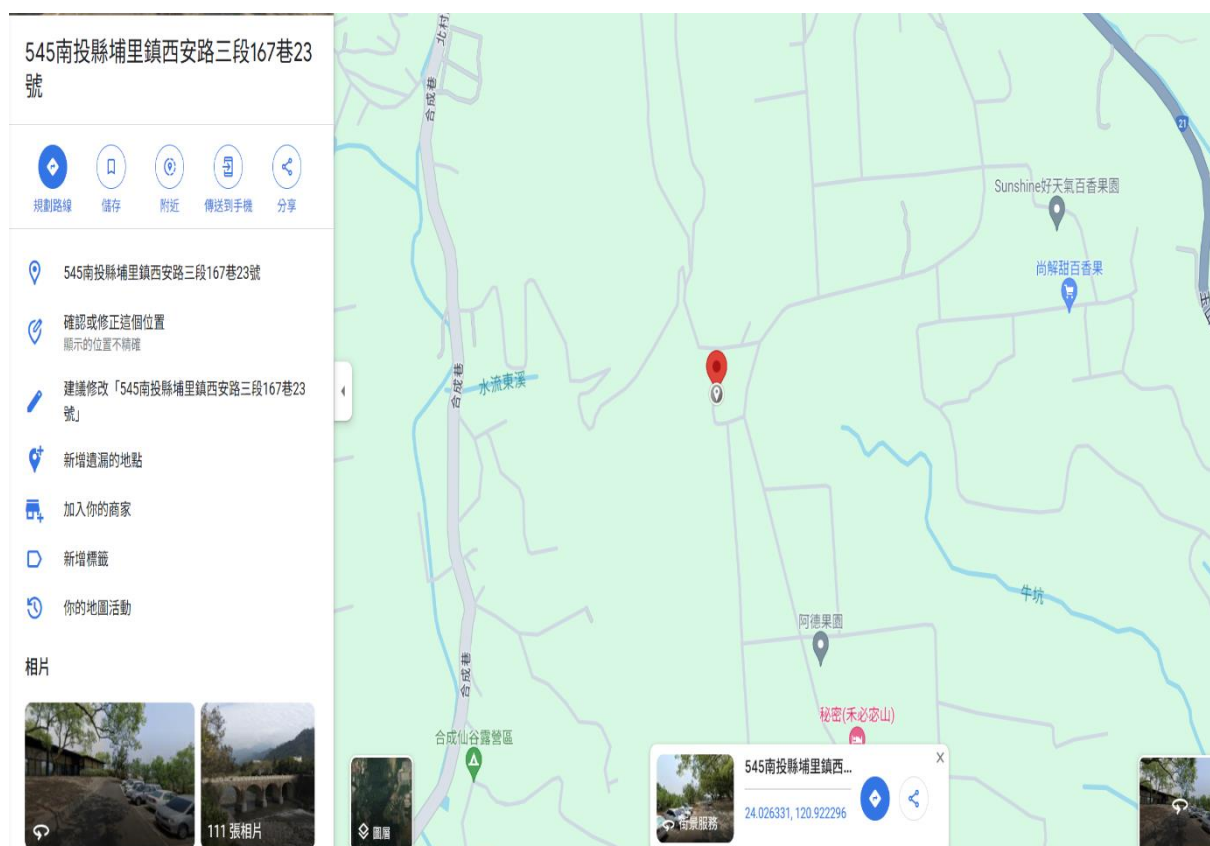 545南投縣埔里鎮西安路三段167巷23
號
規劃路線
儲存
附近
傳送到手機
分享
545南投縣埔里鎮西安路三段167巷23號
確認或修正這個位置
顯示的位置不精確
建議修改「545南投縣埔里鎮西安路三段167巷23
號」
新增遺漏的地點
加入你的商家
新增標籤
你的地圖活動
相片
111 張相片
北村
合成巷
21
Sunshine好天氣百香果園
尚解甜百香果
水流東溪
合成巷
牛坑
阿德果園
合成巷
秘密(禾必宓山)
合成仙谷露營區
圖層
545南投縣埔里鎮西...
24.026331, 120.922296
街景服務